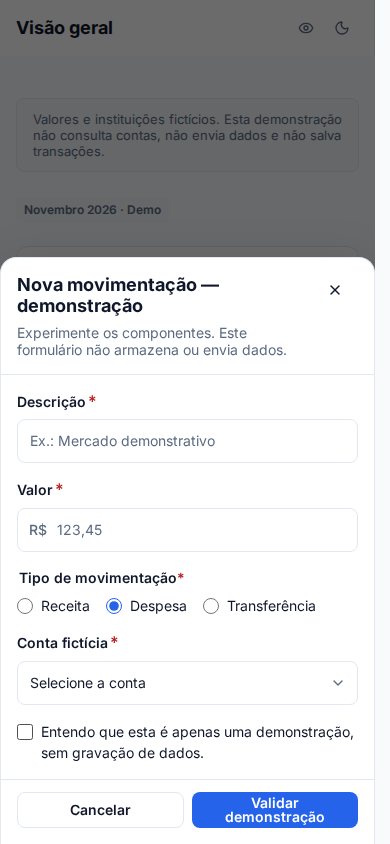 Visão geral
Valores e instituições fictícios. Esta demonstração
não consulta contas, não envia dados e não salva
transações.
Novembro 2026 · Demo
Nova movimentação —
demonstração
Experimente os componentes. Este
formulário não armazena ou envia dados.
Descrição *
Ex.: Mercado demonstrativo
Valor *
R$ 123,45
Tipo de movimentação*
Receita Despesa Transferência
Conta fictícia *
Selecione a conta
Entendo que esta é apenas uma demonstração,
sem gravação de dados.
Cancelar
Validar
demonstração